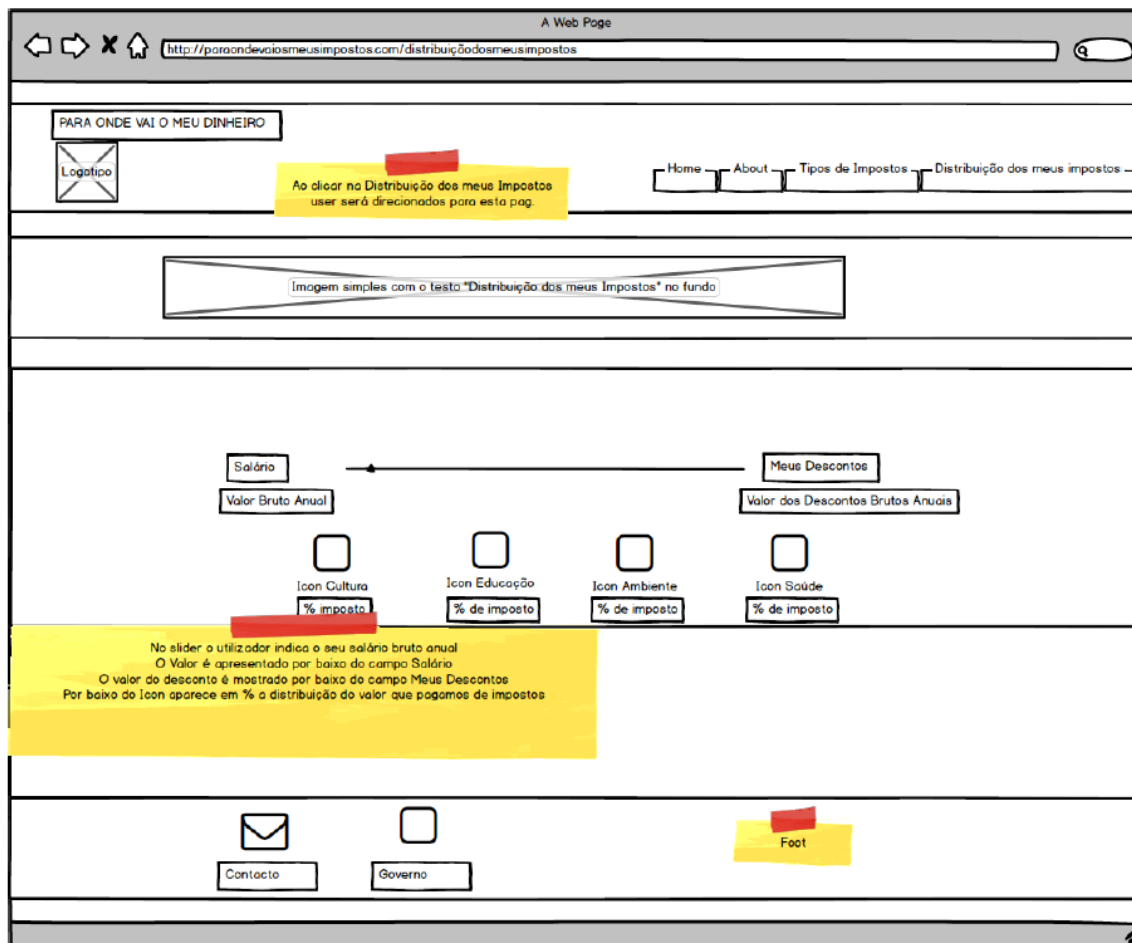 A Web Page
http://paraondevaiosmeusimpostos.com/distribuiçãodosmeusimpostos
PARA ONDE VAI O MEU DINHEIRO
Logotipo
Ao clicar na Distribuição dos meus Impostos
user será direcionados para esta pag.
Home
About
Tipos de Impostos
Distribuição dos meus impostos
Imagem simples com o testo "Distribuição dos meus Impostos" no fundo
Salário
Meus Descontos
Valor Bruto Anual
Valor dos Descontos Brutos Anuais
Icon Cultura
Icon Educação
Icon Ambiente
Icon Saúde
% imposto
% de imposto
% de imposto
% de imposto
No slider o utilizador indica o seu salário bruto anual
O Valor é apresentado por baixo do campo Salário
O valor do desconto é mostrado por baixo do campo Meus Descontos
Por baixo do Icon aparece em % a distribuição do valor que pagamos de impostos
Contacto
Governo
Foot